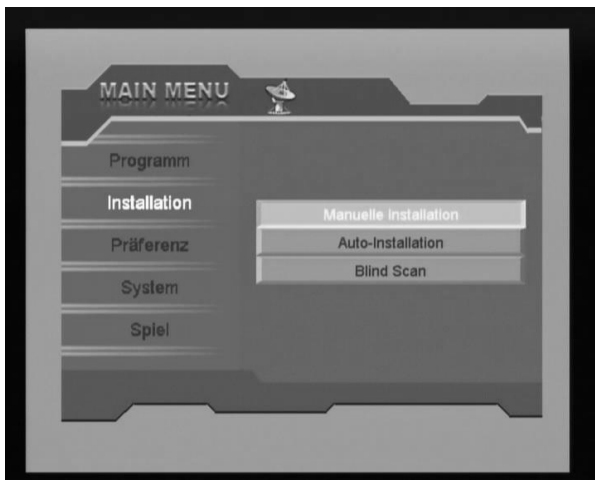 MAIN MENU
Programm
Installation
Präferenz
System
Spiel
Manuelle Installation
Auto-Installation
Blind Scan